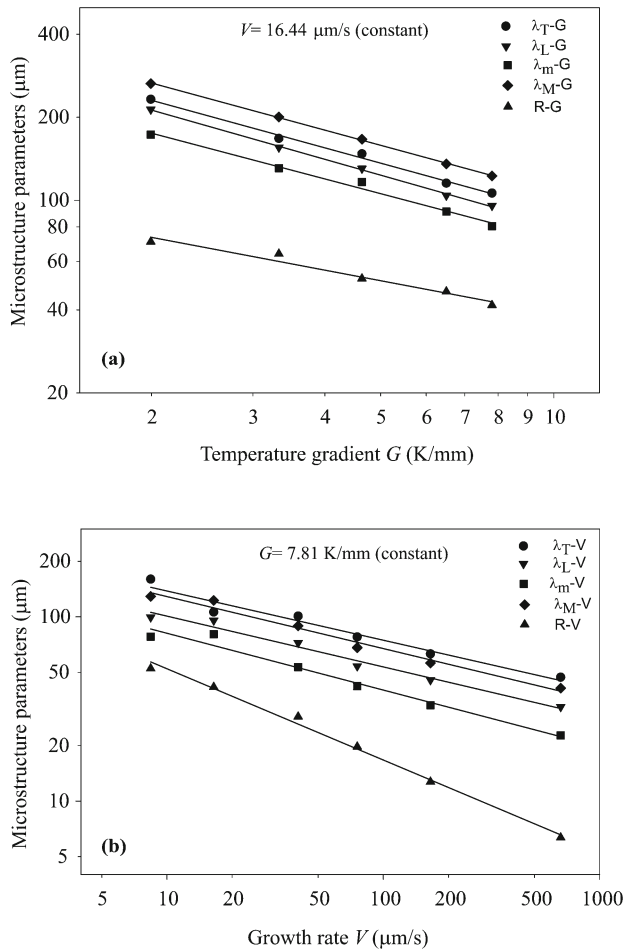 V= 16.44 μm/s (constant)
λT-G
λL-G
λm-G
λM-G
R-G
400
200
100
80
60
40
20
Microstructure parameters (μm)
(a)
2 3 4 5 6 7 8 9 10
Temperature gradient G (K/mm)
G= 7.81 K/mm (constant)
λT-V
λL-V
λm-V
λM-V
R-V
200
100
50
20
10
5
Microstructure parameters (μm)
(b)
5 10 20 50 100 200 500 1000
Growth rate V (μm/s)